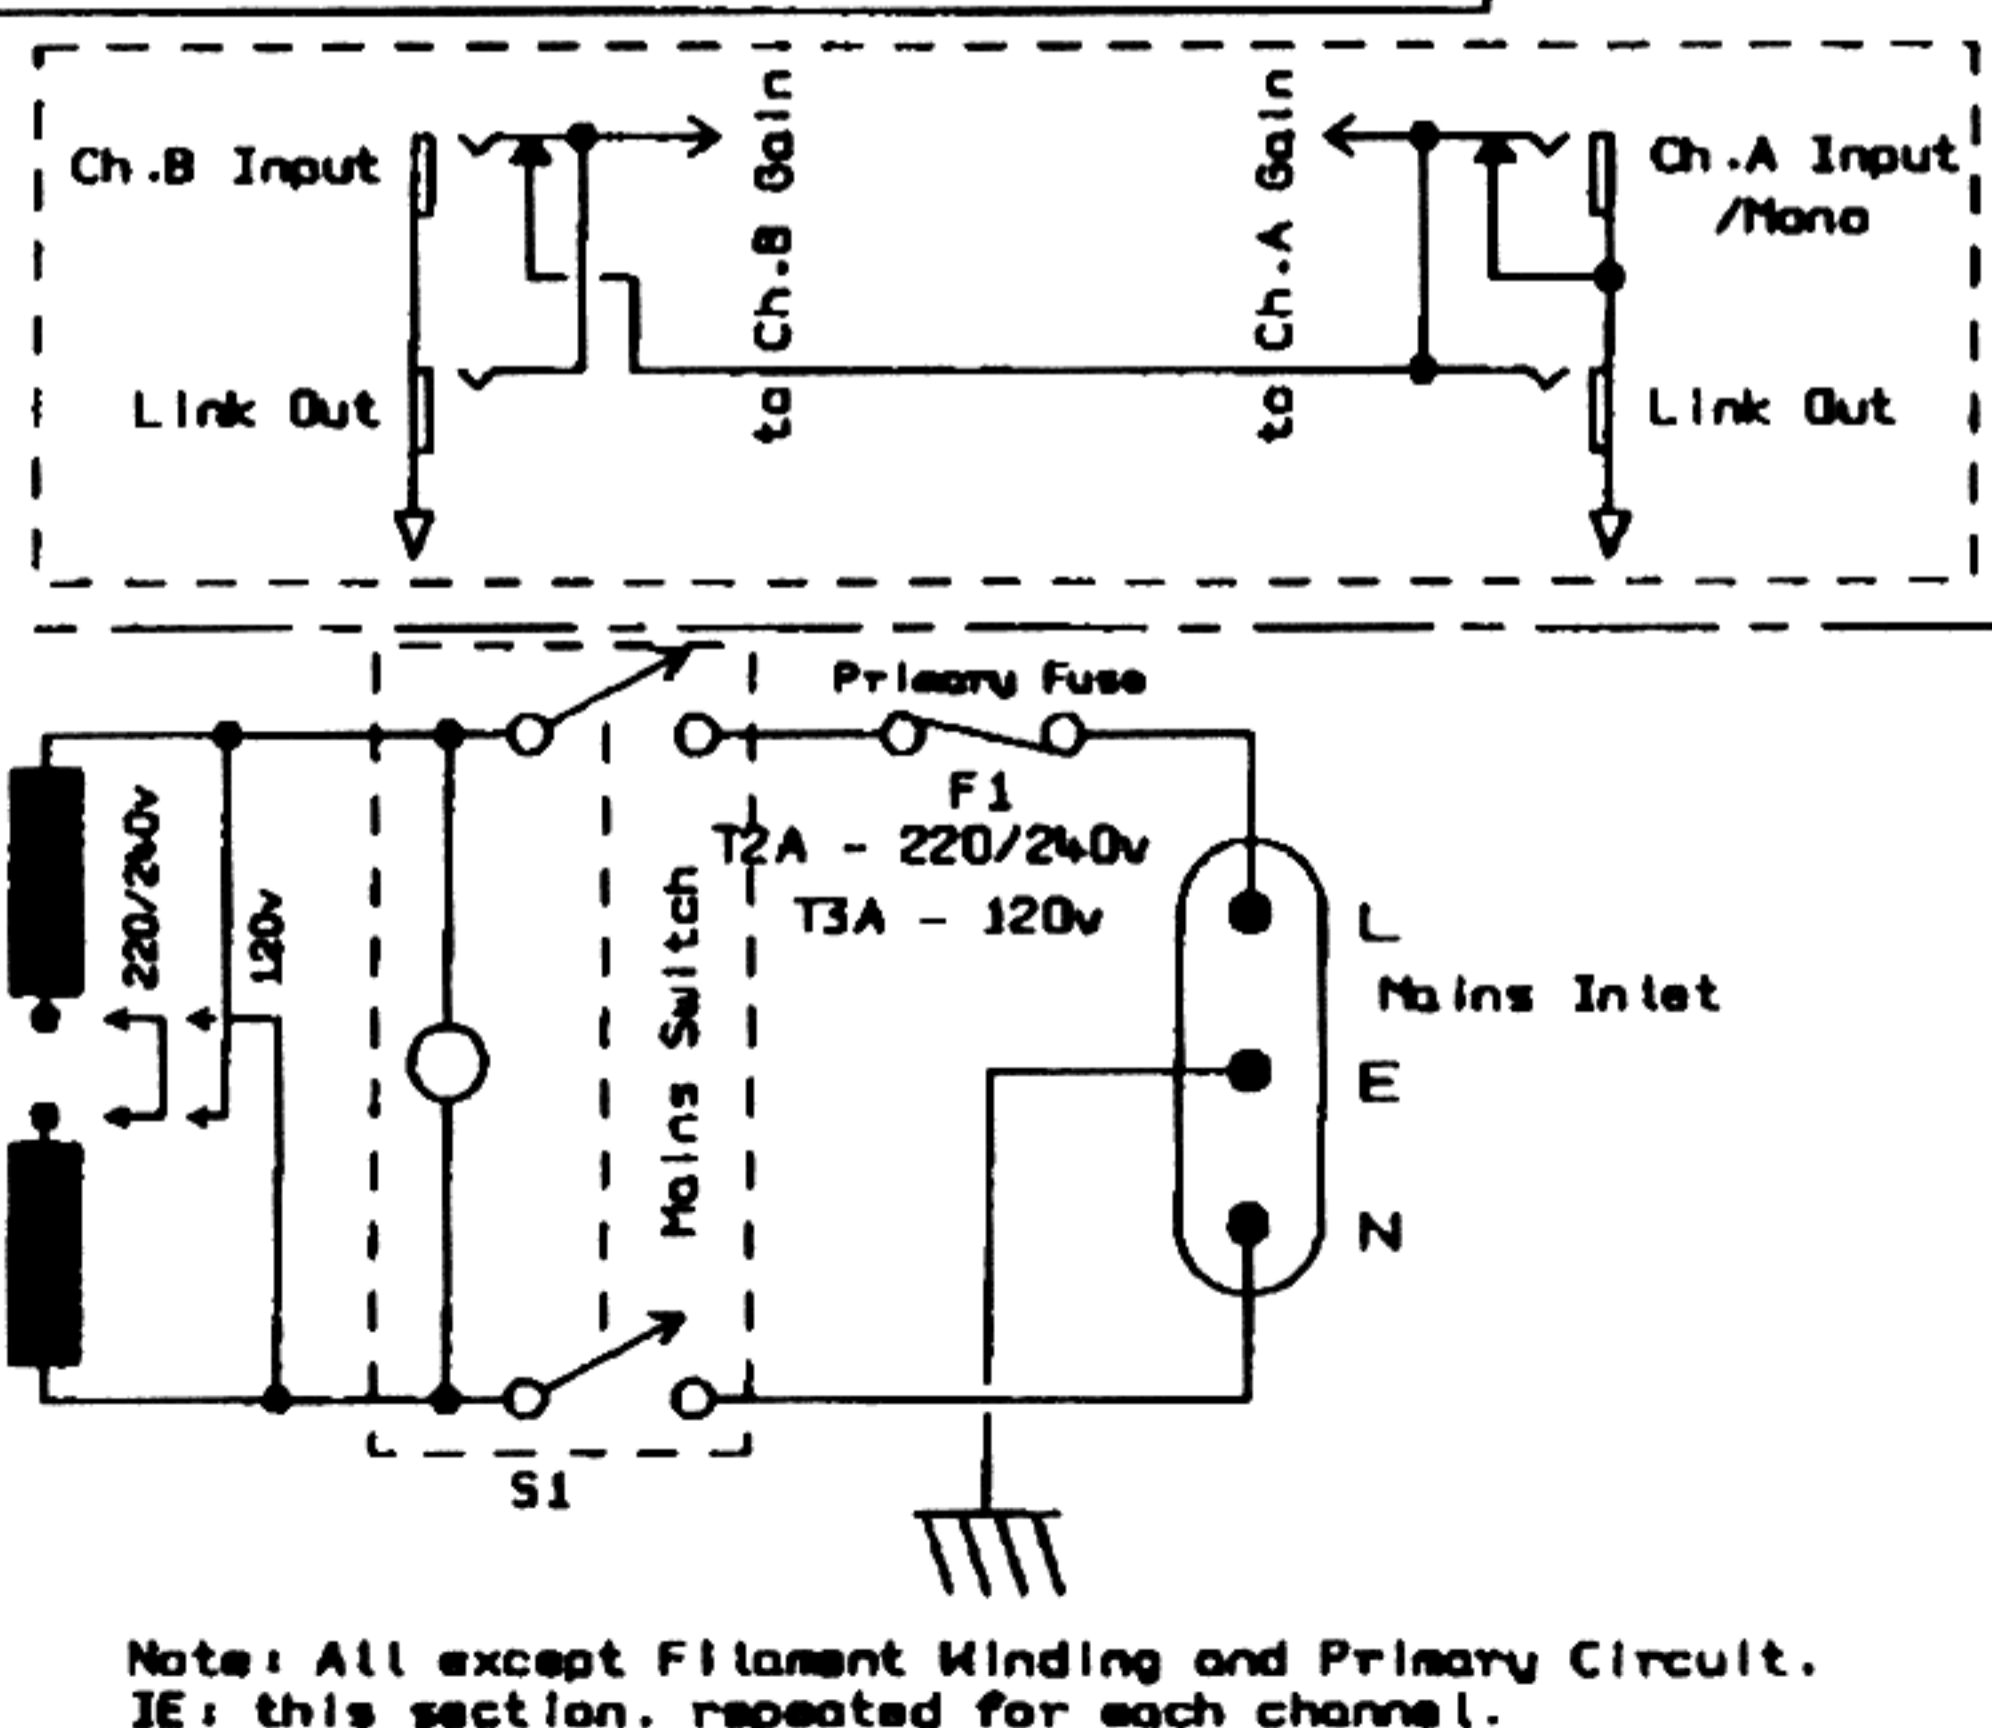 Ch.B Input
Link Out
to Ch.B Gain
to Ch.A Gain
Ch.A Input
/Mono
Link Out
Primary Fuse
F1
T2A - 220/240v
T3A - 120v
220/240v
120v
Mains Switch
L
Mains Inlet
E
N
S1
Note: All except Filament Winding and Primary Circuit.
IE: this section, repeated for each channel.